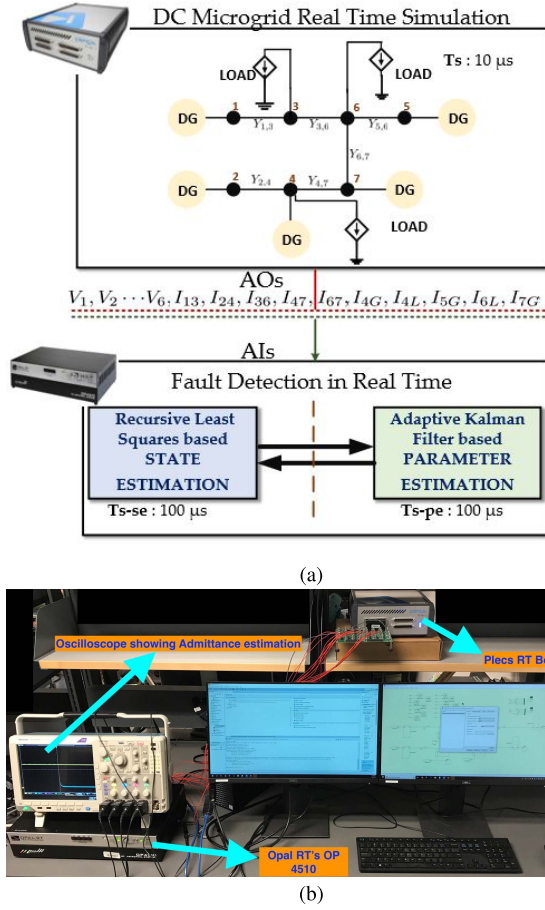 DC Microgrid Real Time Simulation
LOAD
LOAD
Ts : 10 µs
DG
1
3
6
5
DG
Y1,3
Y3,6
Y5,6
Y6,7
DG
2
4
7
DG
Y2,4
Y4,7
LOAD
DG
AOs
V1, V2 ···V6, I13, I24, I36, I47, I67, I4G, I4L, I5G, I6L, I7G
AIs
Fault Detection in Real Time
Recursive Least
Squares based
STATE
ESTIMATION
Adaptive Kalman
Filter based
PARAMETER
ESTIMATION
Ts-se : 100 µs
Ts-pe : 100 µs
(a)
Oscilloscope showing Admittance estimation
Plecs RT Bo
Opal RT's OP
4510
(b)